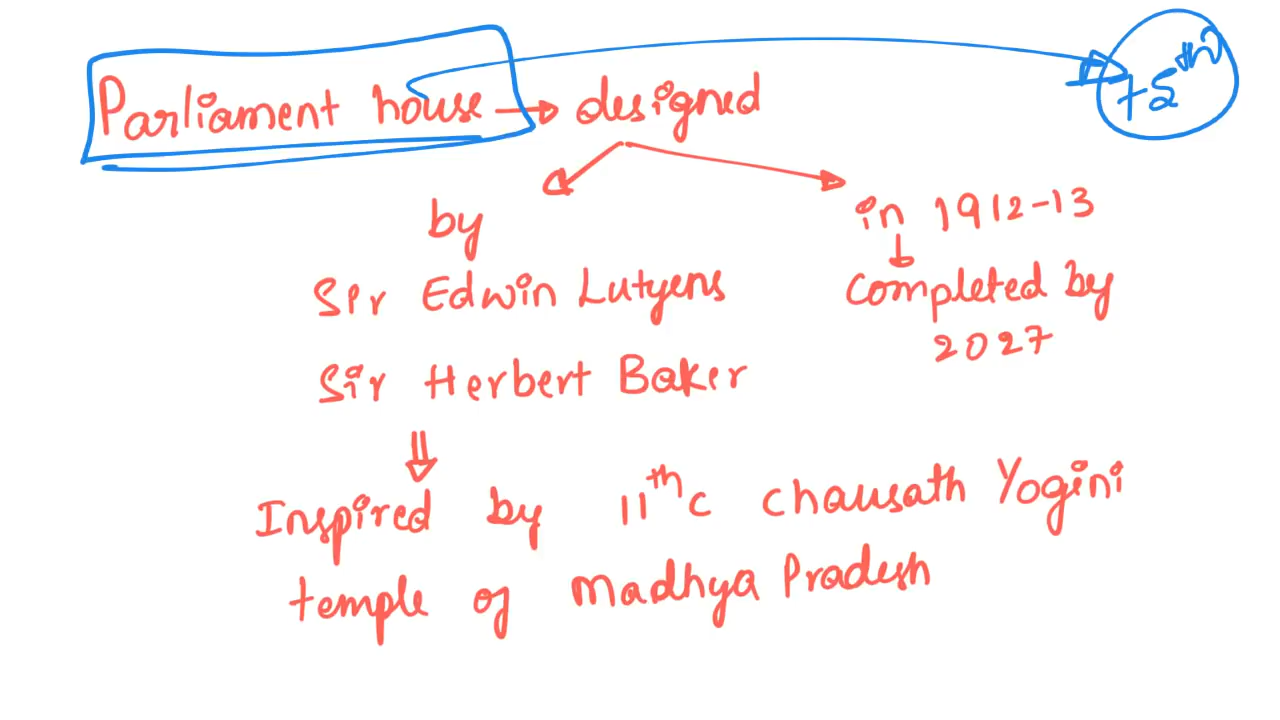 Parliament house → designed
75th
by
in 1912-13
Sir Edwin Lutyens
completed by
2027
Sir Herbert Baker
Inspired by 11th c chausath Yogini
temple of Madhya Pradesh